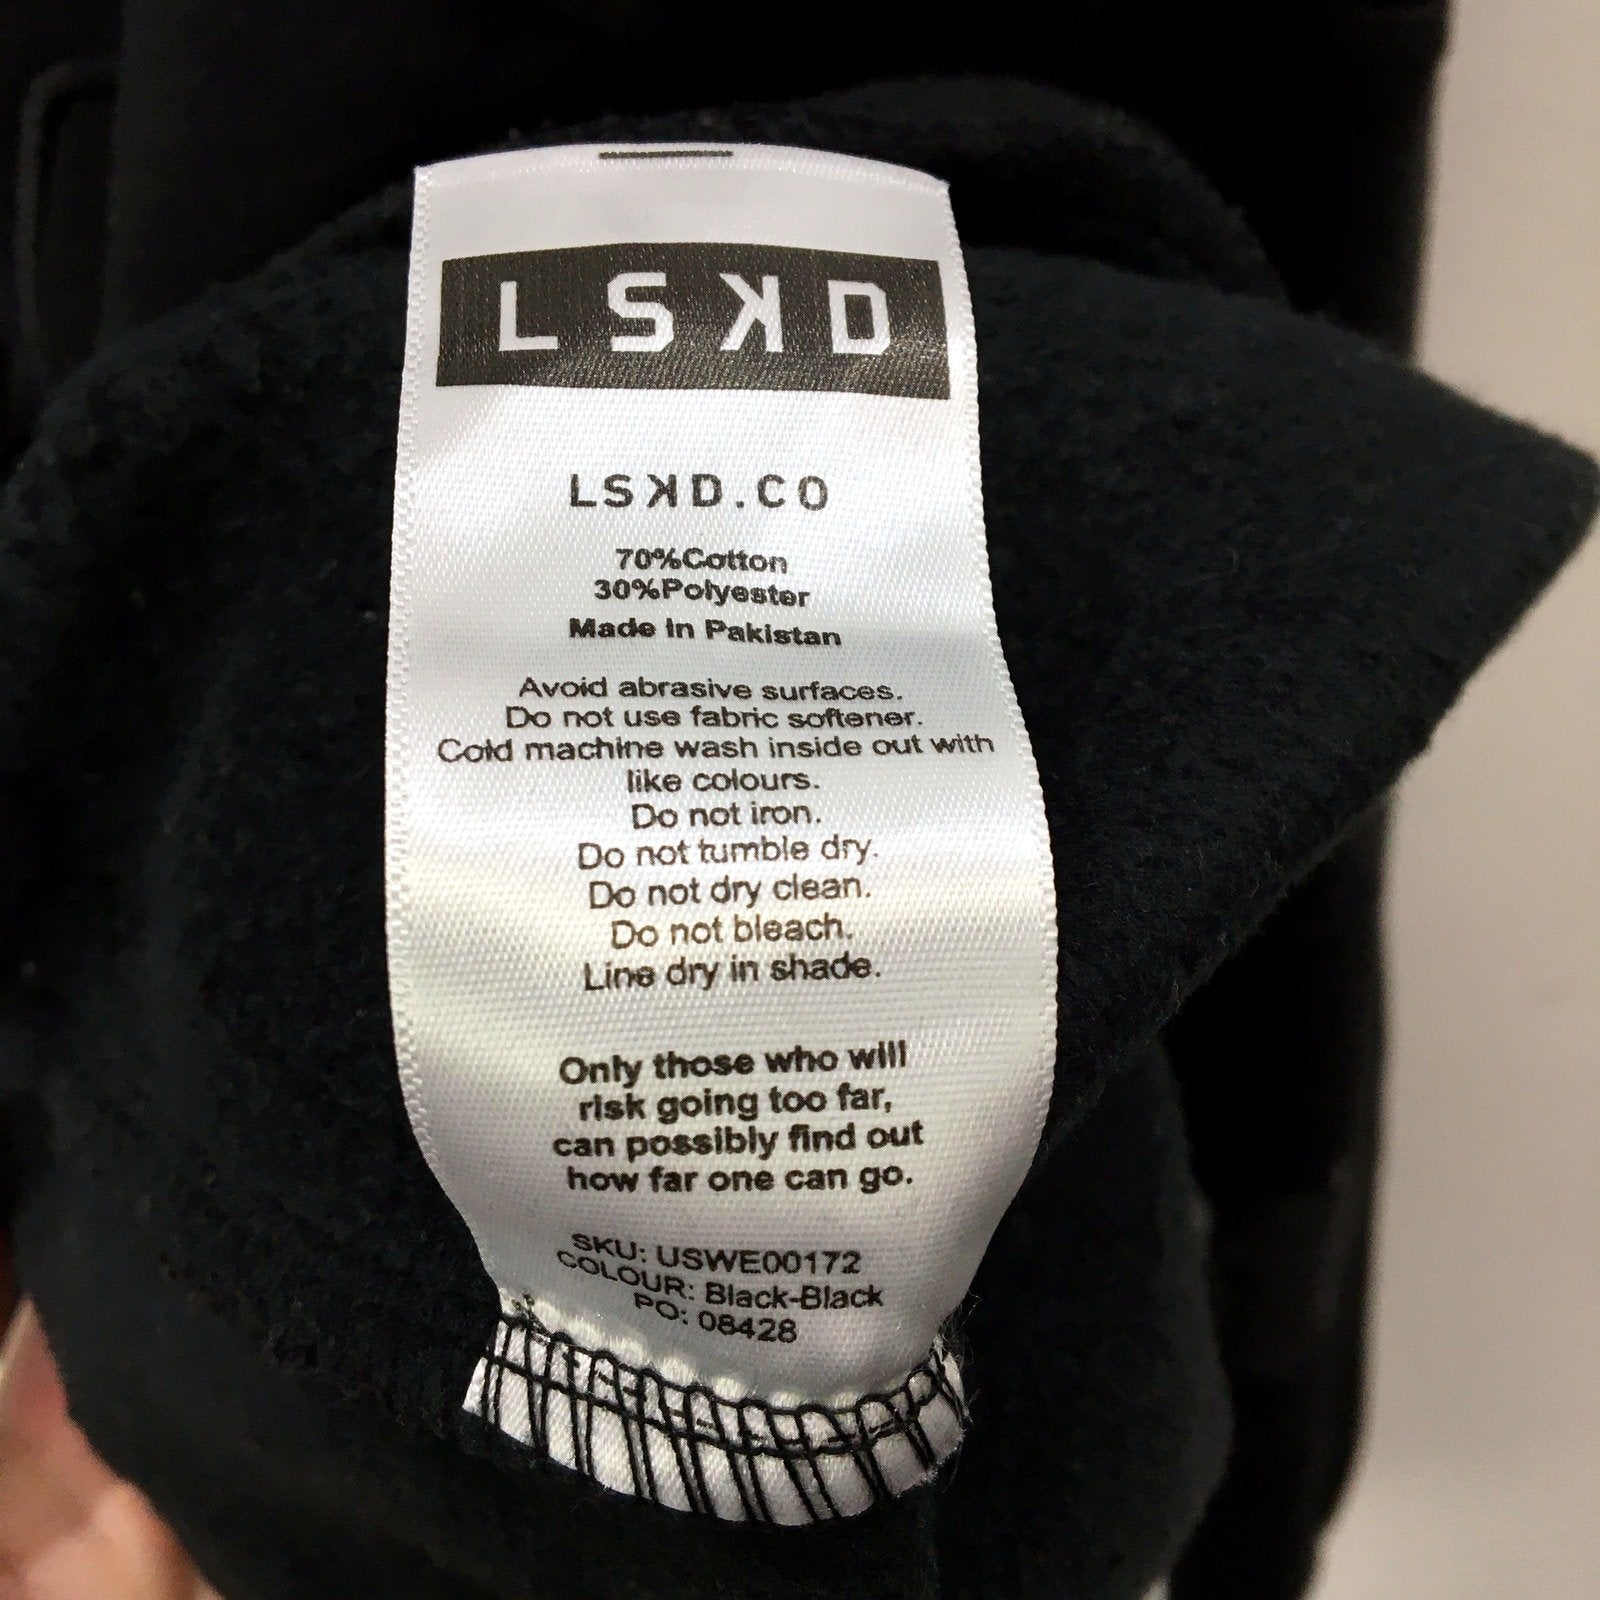 LSKD
LSKD.CO
70%Cotton
30%Polyester
Made in Pakistan
Avoid abrasive surfaces.
Do not use fabric softener.
Cold machine wash inside out with
like colours.
Do not iron.
Do not tumble dry.
Do not dry clean.
Do not bleach.
Line dry in shade.
Only those who will
risk going too far,
can possibly find out
how far one can go.
SKU: USWE00172
COLOUR: Black-Black
PO: 08428